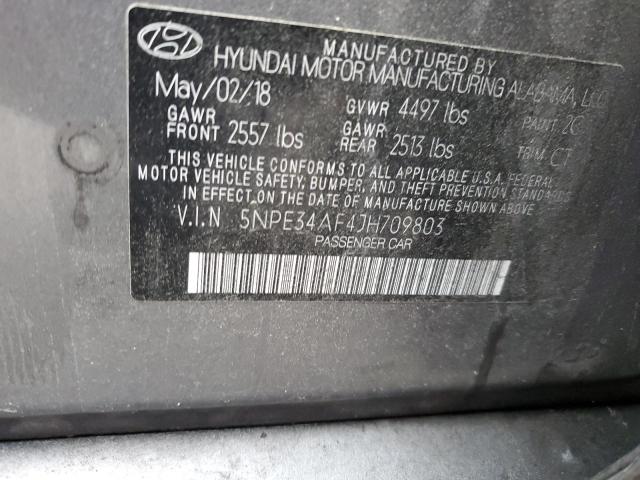 MANUFACTURED BY
HYUNDAI MOTOR MANUFACTURING ALABAMA, LLC
May/02/18 GVWR 4497 lbs PAINT 2C
GAWR FRONT 2557 lbs GAWR REAR 2513 lbs TRIM CT
THIS VEHICLE CONFORMS TO ALL APPLICABLE U.S.A. FEDERAL
MOTOR VEHICLE SAFETY, BUMPER, AND THEFT PREVENTION STANDARDS
IN EFFECT ON THE DATE OF MANUFACTURE SHOWN ABOVE.
V.I.N 5NPE34AF4JH709803
PASSENGER CAR